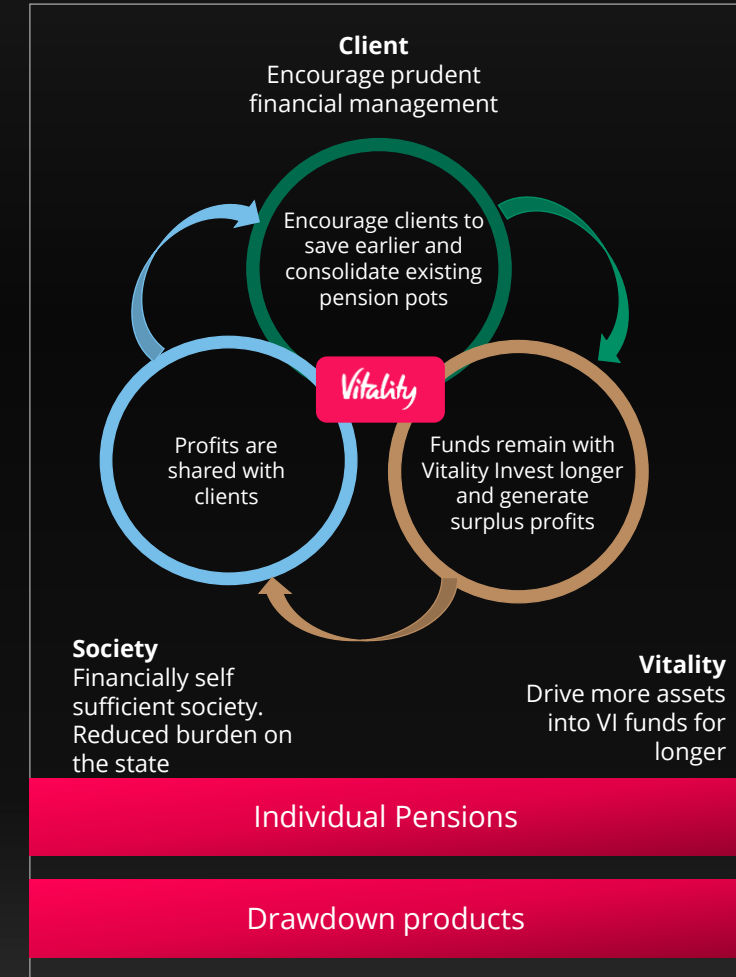 Client
Encourage prudent
financial management
Encourage clients to
save earlier and
consolidate existing
pension pots
Vitality
Profits are
shared with
clients
Funds remain with
Vitality Invest longer
and generate
surplus profits
Society
Financially self
sufficient society.
Reduced burden on
the state
Vitality
Drive more assets
into VI funds for
longer
Individual Pensions
Drawdown products